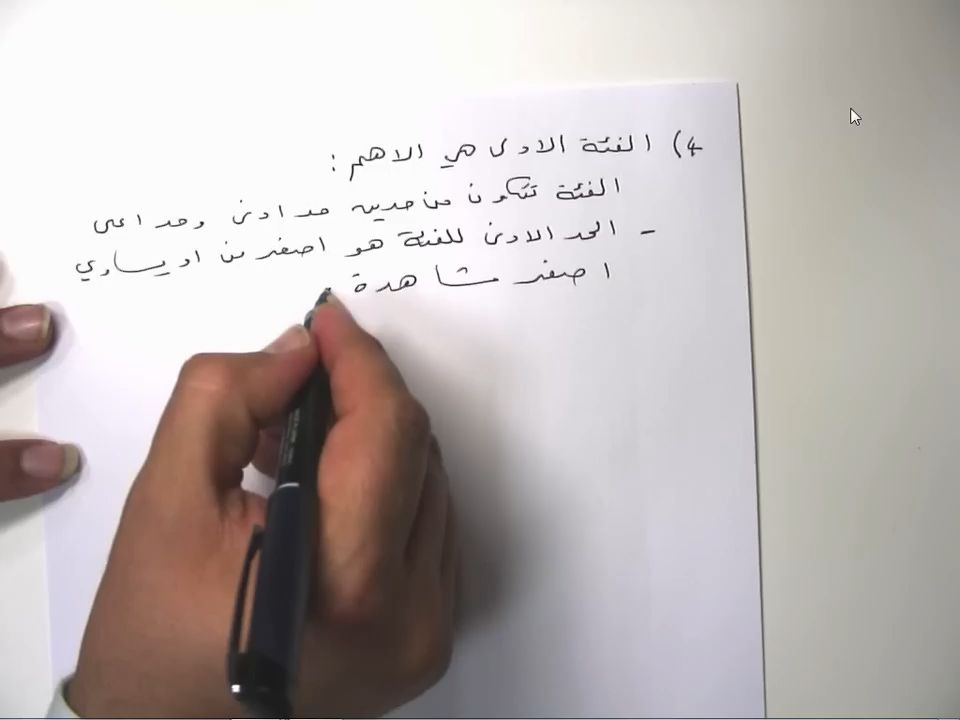 4) الفئة الاولى هي الاهم :
الفئة تتكون من حدين حد ادنى وحد اعلى
- الحد الادنى للفئة هو اصغر من او يساوي
اصغر مشاهدة .